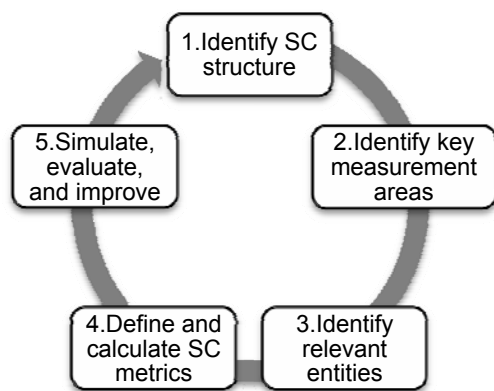 1.Identify SC
structure
2.Identify key
measurement
areas
3.Identify
relevant
entities
4.Define and
calculate SC
metrics
5.Simulate,
evaluate,
and improve